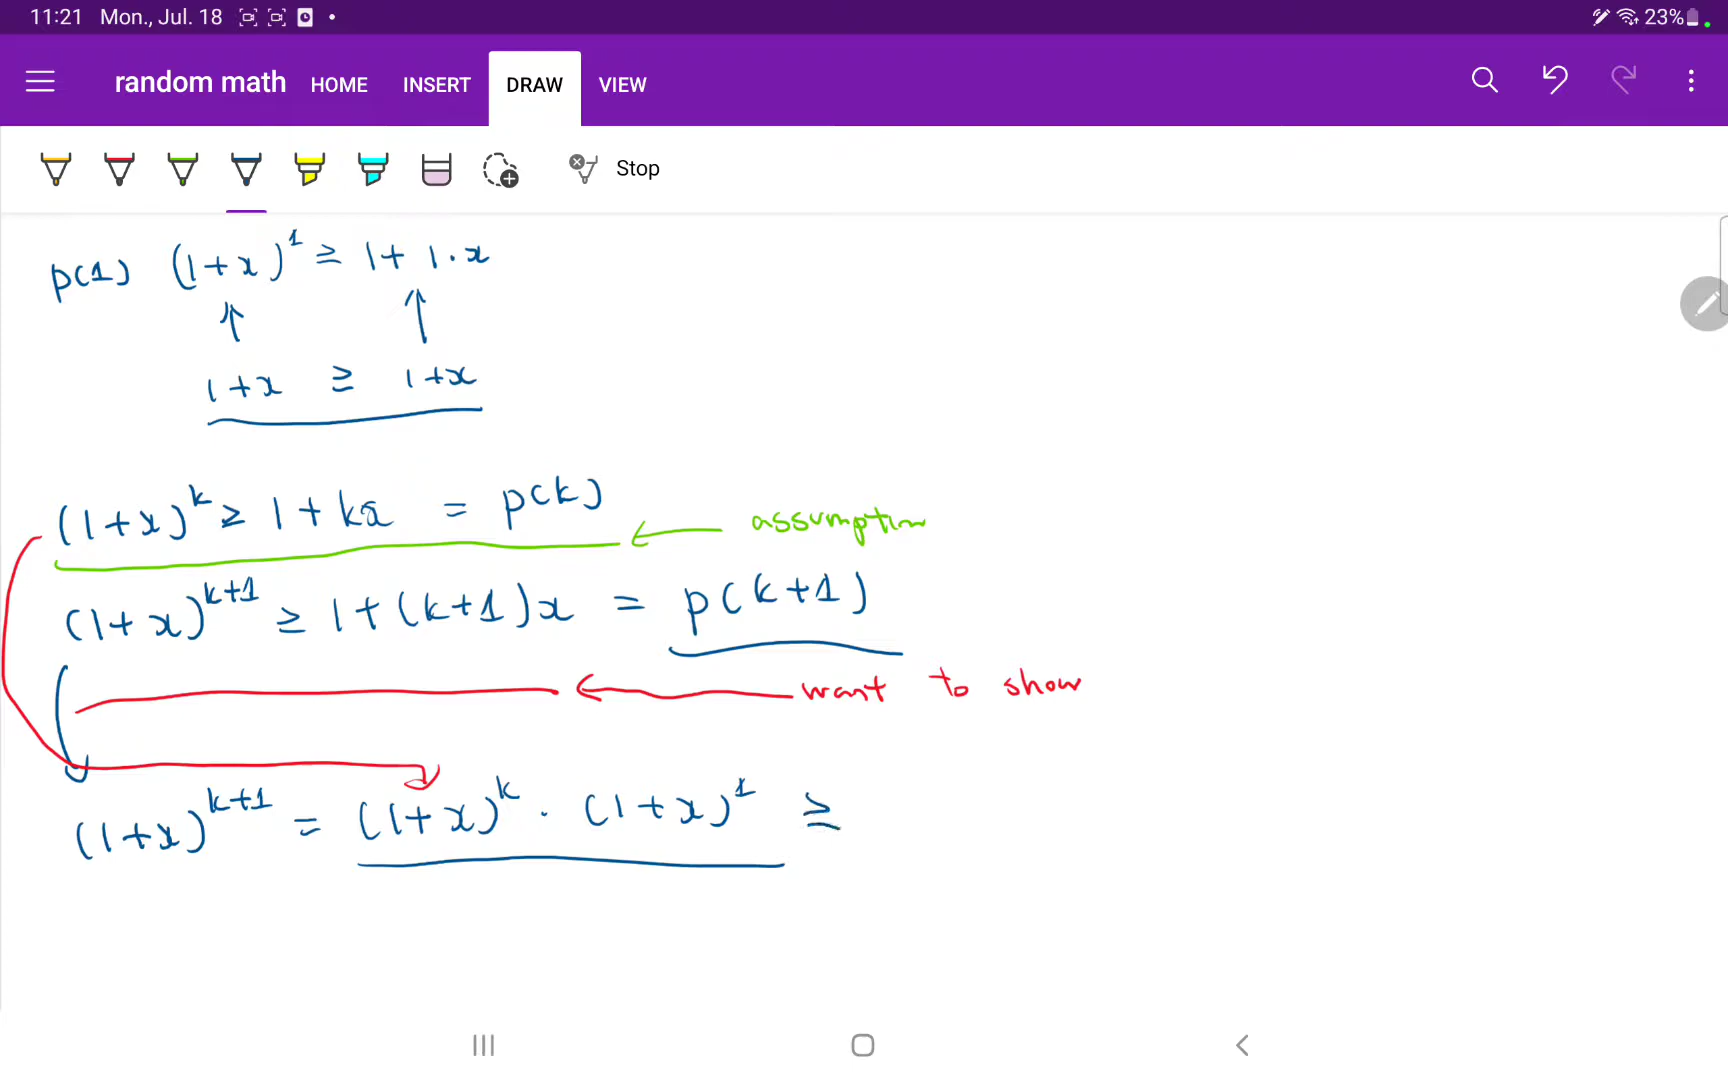 11:21 Mon., Jul. 18 23%
random math HOME INSERT DRAW VIEW
Stop
p(1) (1+x)^1 ≥ 1+ 1·x
↑ ↑
1+x ≥ 1+x
(1+x)^k ≥ 1+kx = p(k) ← assumption
(1+x)^{k+1} ≥ 1+(k+1)x = p(k+1)
← want to show
(1+x)^{k+1} = (1+x)^k · (1+x)^1 ≥